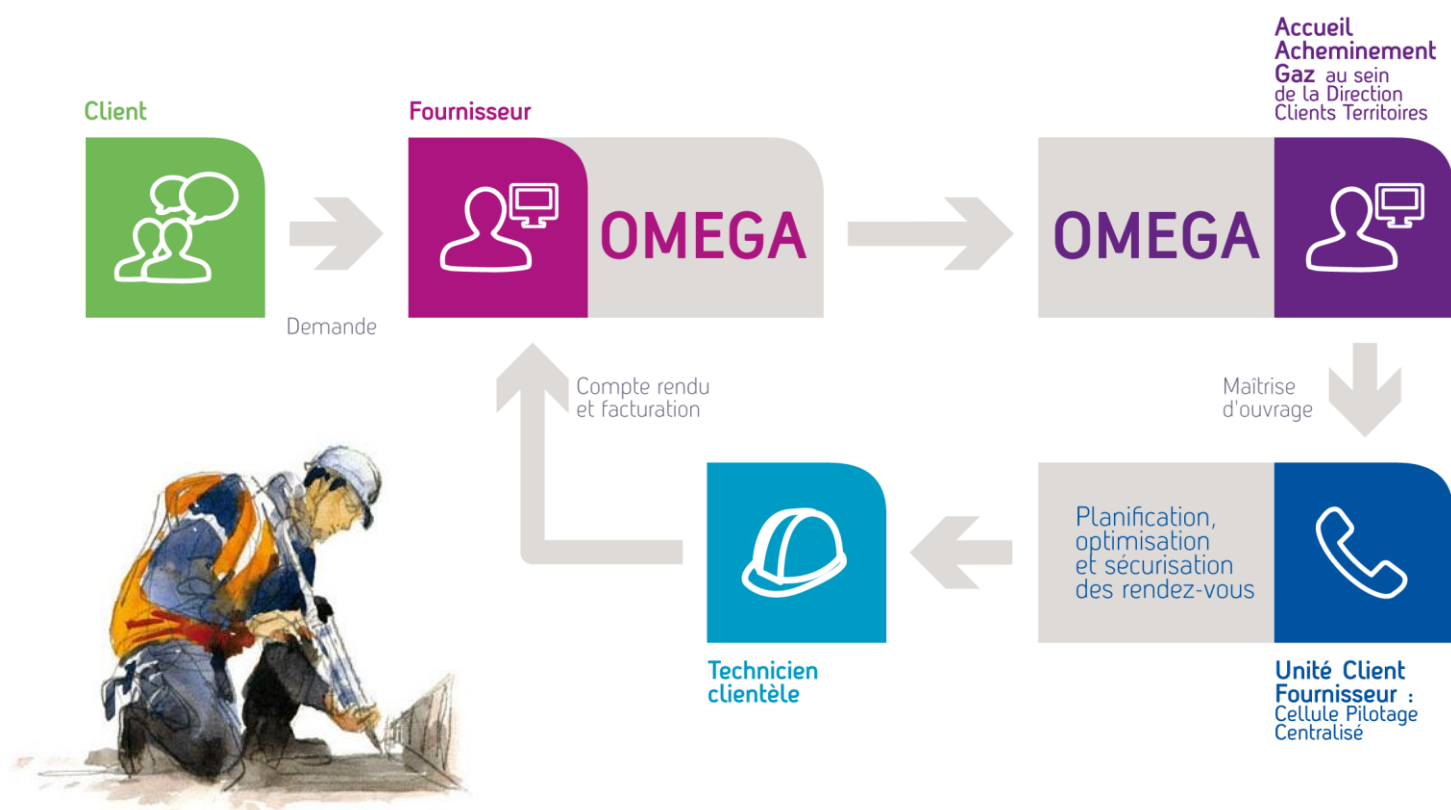 Accueil
Acheminement
Gaz au sein
de la Direction
Clients Territoires
Client
Fournisseur
OMEGA
OMEGA
Demande
Compte rendu
et facturation
Maîtrise
d'ouvrage
Planification,
optimisation
et sécurisation
des rendez-vous
Technicien
clientèle
Unité Client
Fournisseur :
Cellule Pilotage
Centralisé